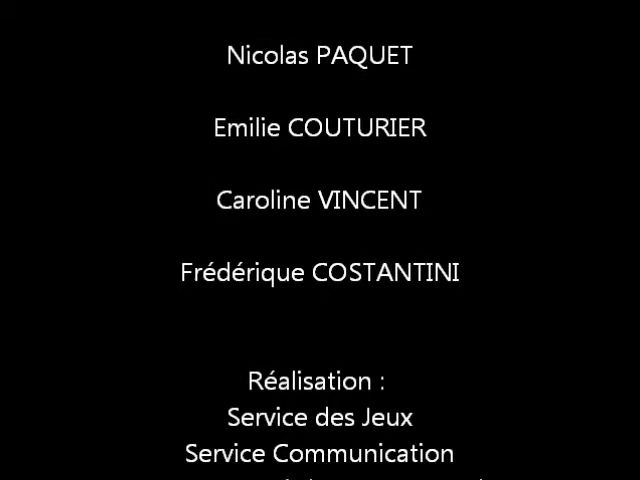 Nicolas PAQUET
Emilie COUTURIER
Caroline VINCENT
Frédérique COSTANTINI
Réalisation :
Service des Jeux
Service Communication